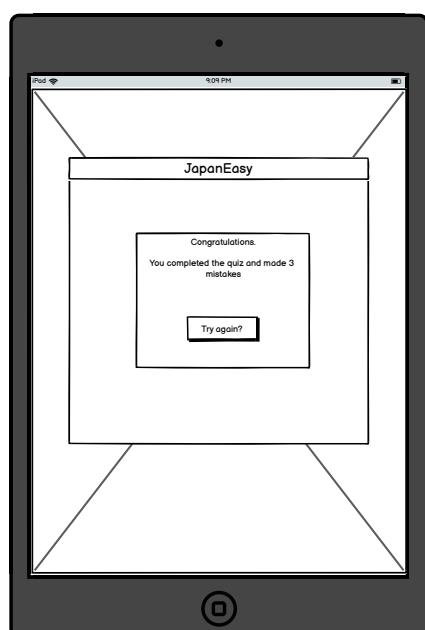 iPad 9:09 PM
JapanEasy
Congratulations.
You completed the quiz and made 3
mistakes
Try again?